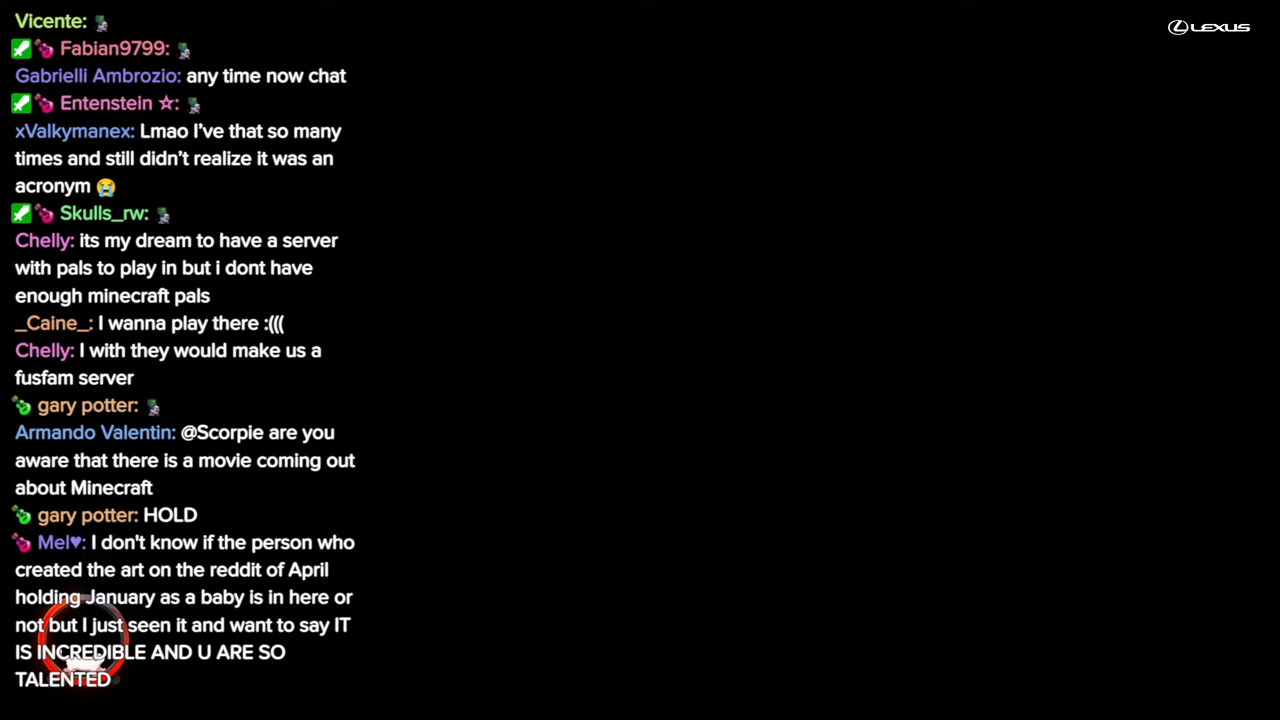 Vicente:
LEXUS
Fabian9799:
Gabrielli Ambrozio: any time now chat
Entenstein ☆:
xValkymanex: Lmao I’ve that so many
times and still didn’t realize it was an
acronym 😭
Skulls_rw:
Chelly: its my dream to have a server
with pals to play in but i dont have
enough minecraft pals
_Caine_: I wanna play there :(((
Chelly: I with they would make us a
fusfam server
gary potter:
Armando Valentin: @Scorpie are you
aware that there is a movie coming out
about Minecraft
gary potter: HOLD
Mel♥: I don't know if the person who
created the art on the reddit of April
holding January as a baby is in here or
not but I just seen it and want to say IT
IS INCREDIBLE AND U ARE SO
TALENTED